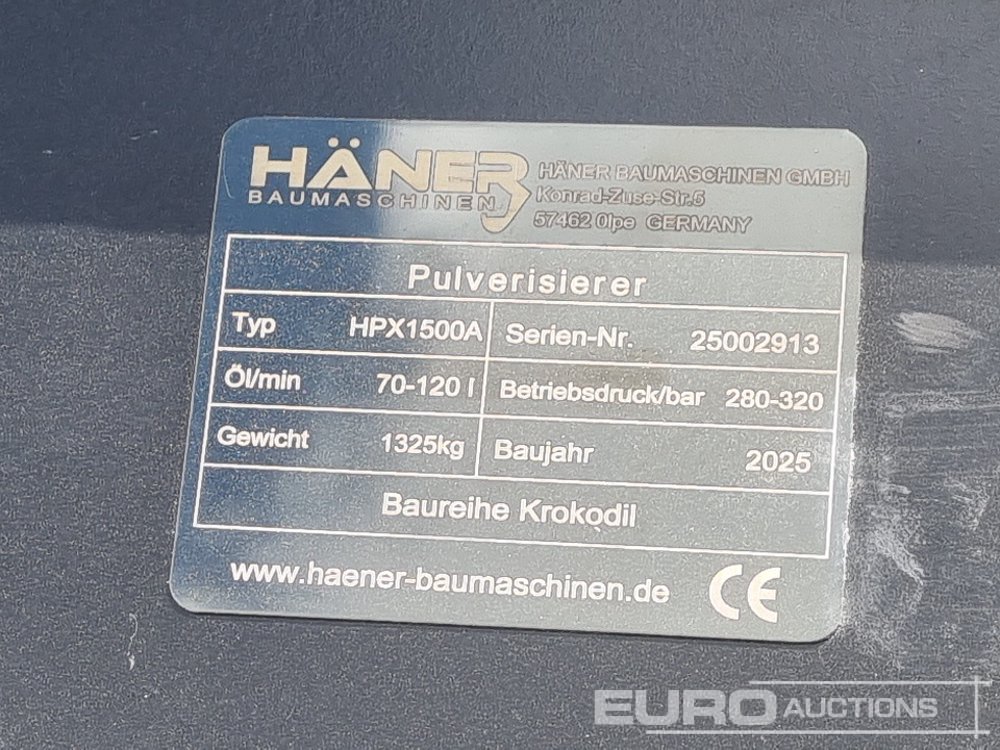 HÄNER
BAUMASCHINEN
HÄNER BAUMASCHINEN GMBH
Konrad-Zuse-Str.5
57462 Olpe GERMANY
Pulverisierer
Typ HPX1500A Serien-Nr. 25002913
Öl/min 70-120 l Betriebsdruck/bar 280-320
Gewicht 1325kg Baujahr 2025
Baureihe Krokodil
www.haener-baumaschinen.de CE
EURO AUCTIONS